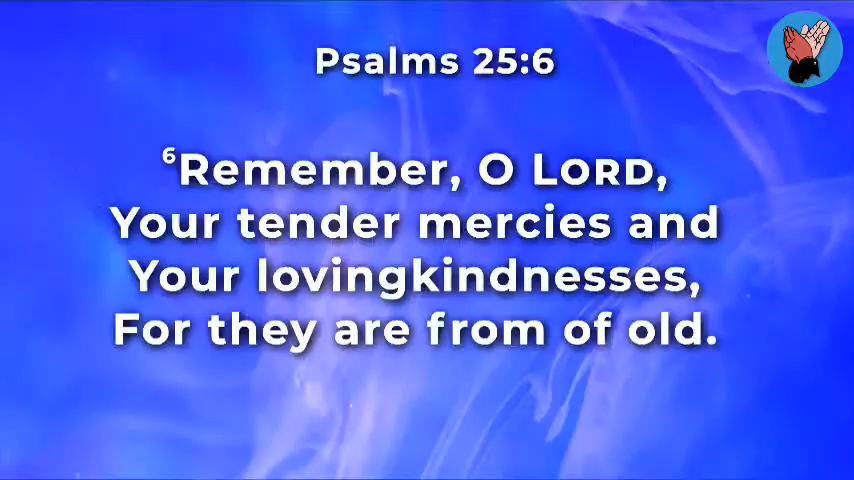 Psalms 25:6
⁶Remember, O LORD,
Your tender mercies and
Your lovingkindnesses,
For they are from of old.